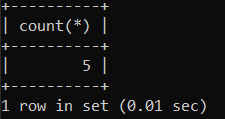 +----------+
| count(*) |
+----------+
|        5 |
+----------+
1 row in set (0.01 sec)